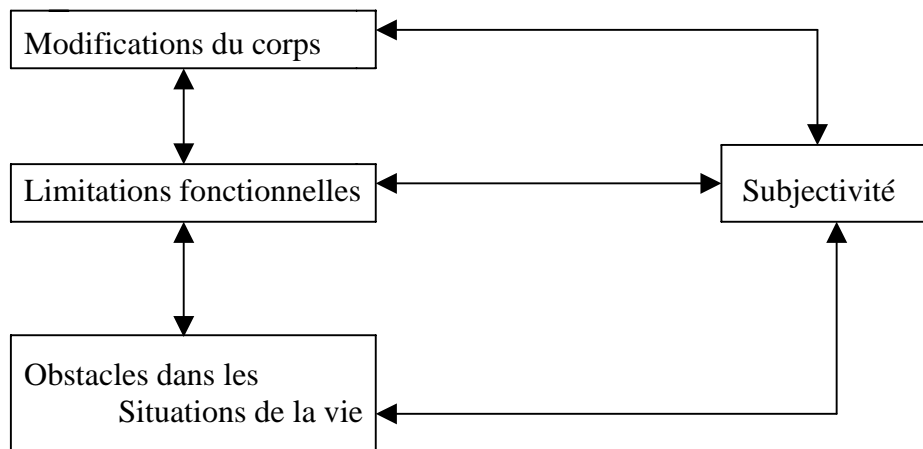 Modifications du corps
Limitations fonctionnelles
Subjectivité
Obstacles dans les
Situations de la vie